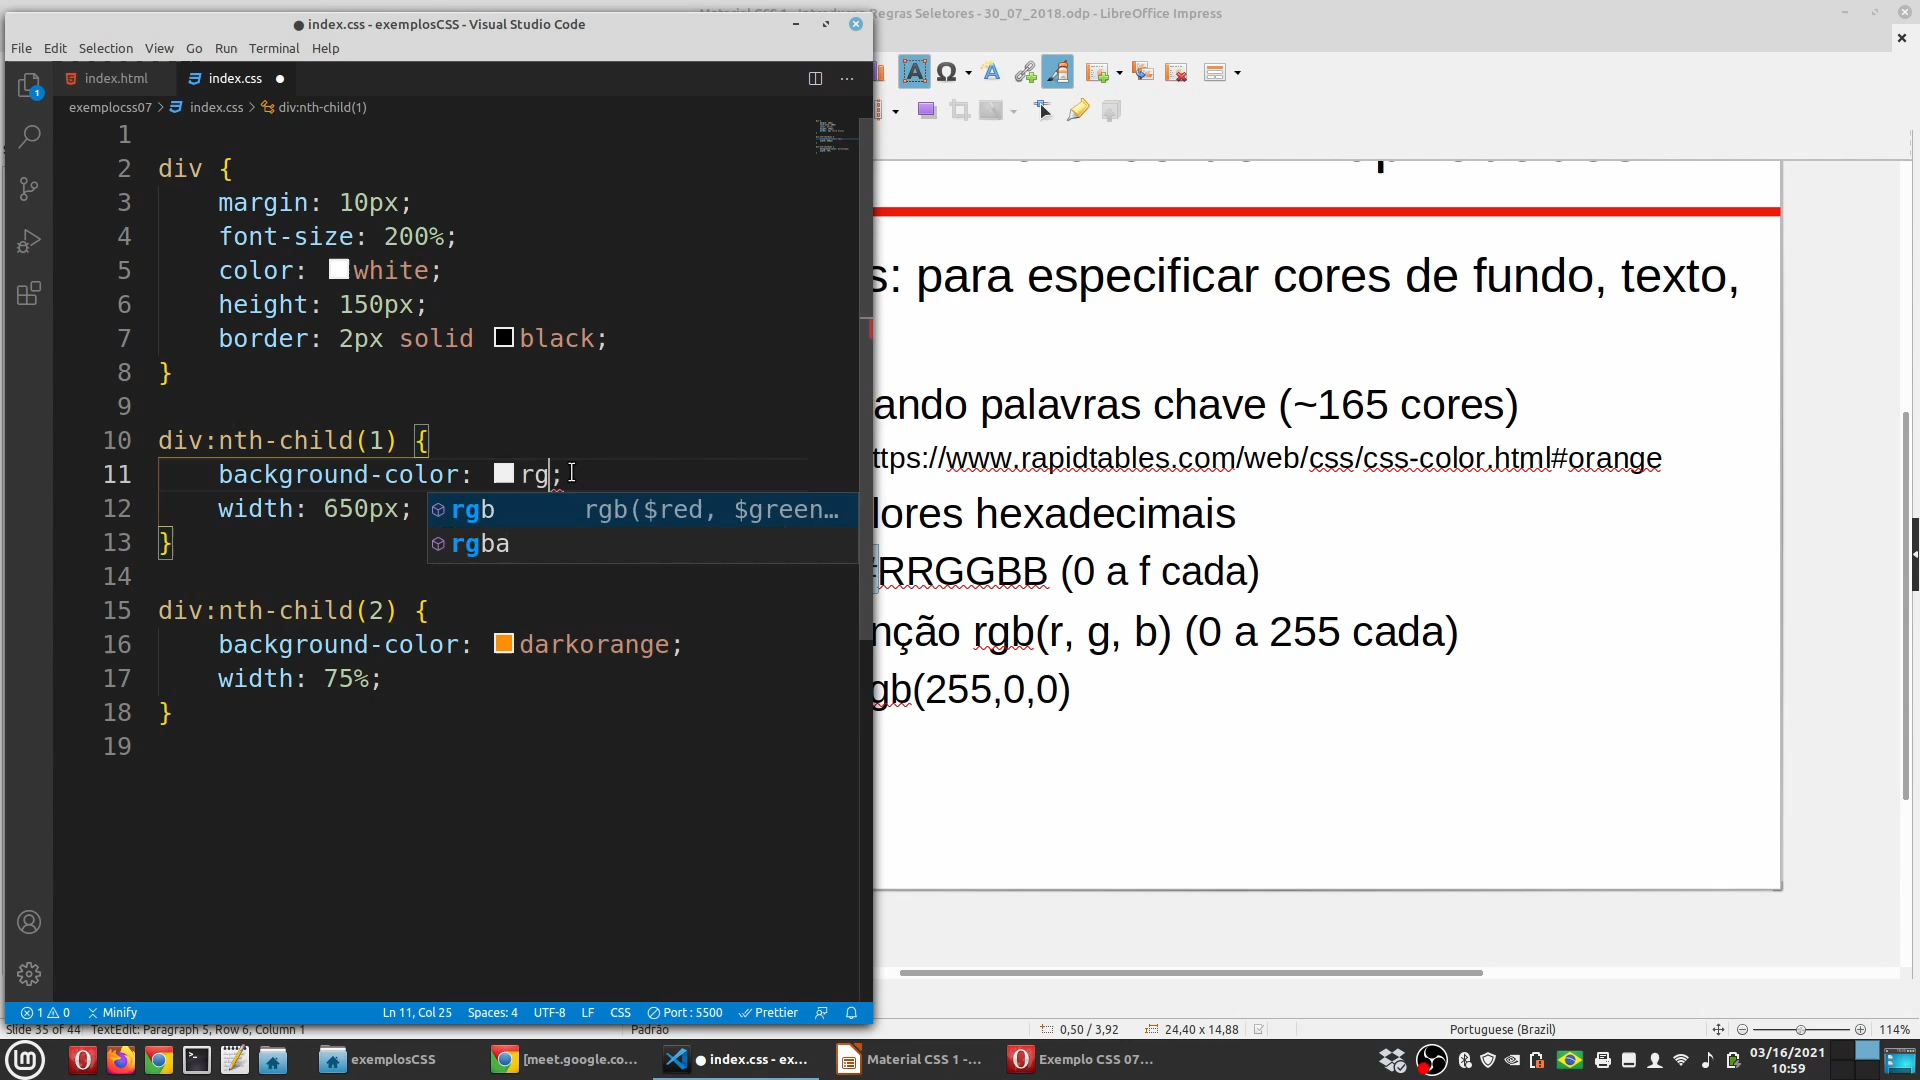 ● index.css - exemplosCSS - Visual Studio Code
Regras Seletores - 30_07_2018.odp - LibreOffice Impress
File Edit Selection View Go Run Terminal Help
index.html
index.css ●
exemplocss07 > index.css > div:nth-child(1)
1
2 div {
3 margin: 10px;
4 font-size: 200%;
5 color: white;
6 height: 150px;
7 border: 2px solid black;
8 }
9
10 div:nth-child(1) {
11 background-color: rg;
12 width: 650px;
13 }
14
15 div:nth-child(2) {
16 background-color: darkorange;
17 width: 75%;
18 }
19
rgb rgb($red, $green…
rgba
1
s: para especificar cores de fundo, texto,
ando palavras chave (~165 cores)
ttps://www.rapidtables.com/web/css/css-color.html#orange
lores hexadecimais
#RRGGBB (0 a f cada)
nção rgb(r, g, b) (0 a 255 cada)
gb(255,0,0)
1 0 Minify
Ln 11, Col 25 Spaces: 4 UTF-8 LF CSS Port : 5500 Prettier
Slide 35 of 44 TextEdit: Paragraph 5, Row 6, Column 1
Padrão
0,50 / 3,92
24,40 x 14,88
Portuguese (Brazil)
114%
exemplosCSS
[meet.google.co...
● index.css - ex...
Material CSS 1 -...
Exemplo CSS 07...
03/16/2021
10:59